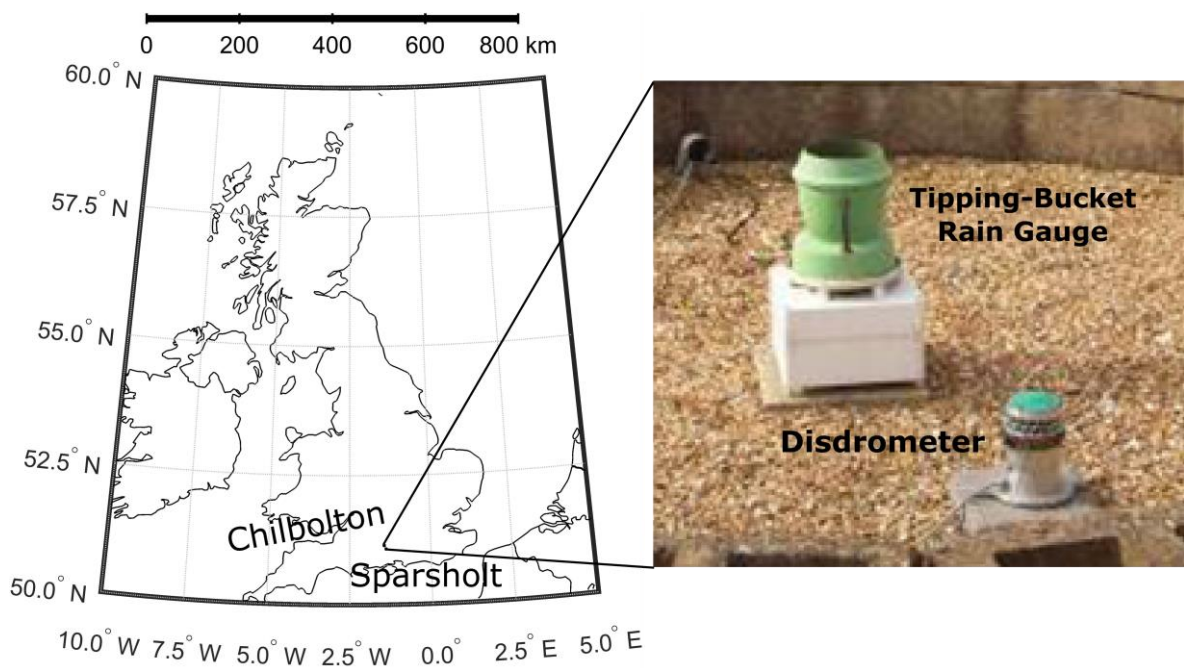 0 200 400 600 800 km
60.0° N
57.5° N
55.0° N
52.5° N
50.0° N
10.0° W 7.5° W 5.0° W 2.5° W 0.0° 2.5° E 5.0° E
Chilbolton
Sparsholt
Tipping-Bucket
Rain Gauge
Disdrometer